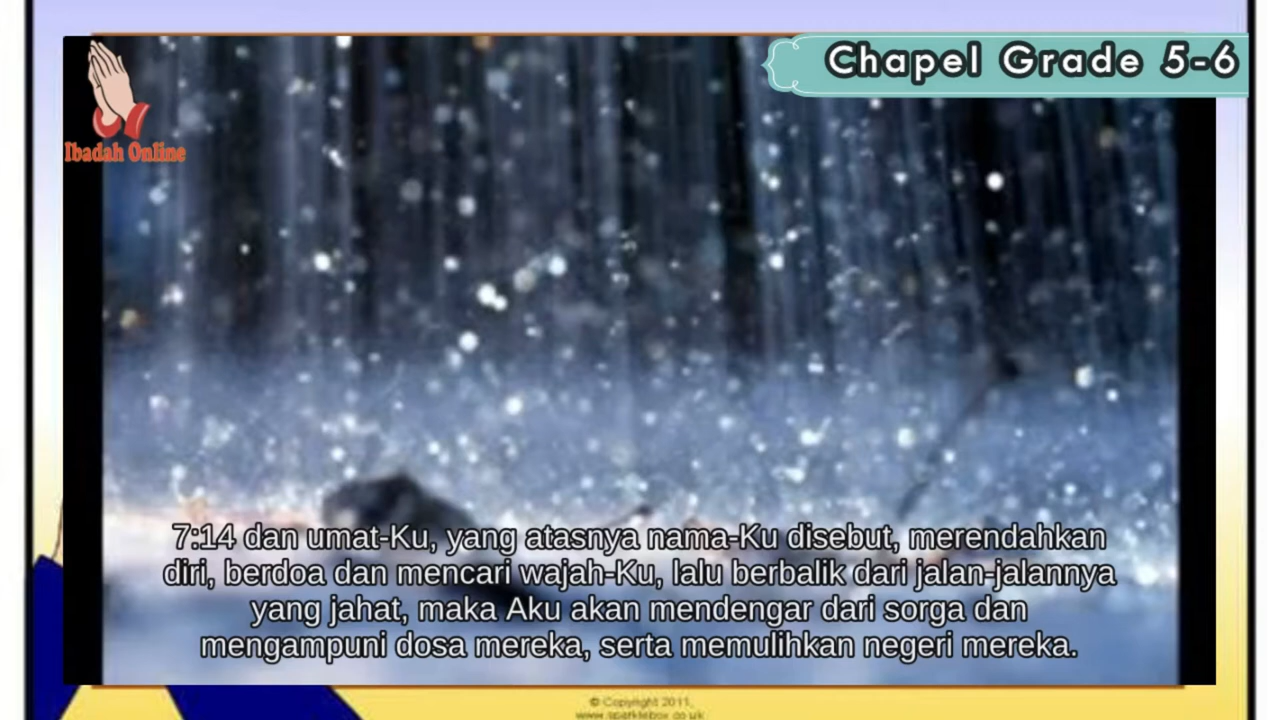 Chapel Grade 5-6
Ibadah Online
7:14 dan umat-Ku, yang atasnya nama-Ku disebut, merendahkan
diri, berdoa dan mencari wajah-Ku, lalu berbalik dari jalan-jalannya
yang jahat, maka Aku akan mendengar dari sorga dan
mengampuni dosa mereka, serta memulihkan negeri mereka.
© Copyright 2011,
www.sparklebox.co.uk